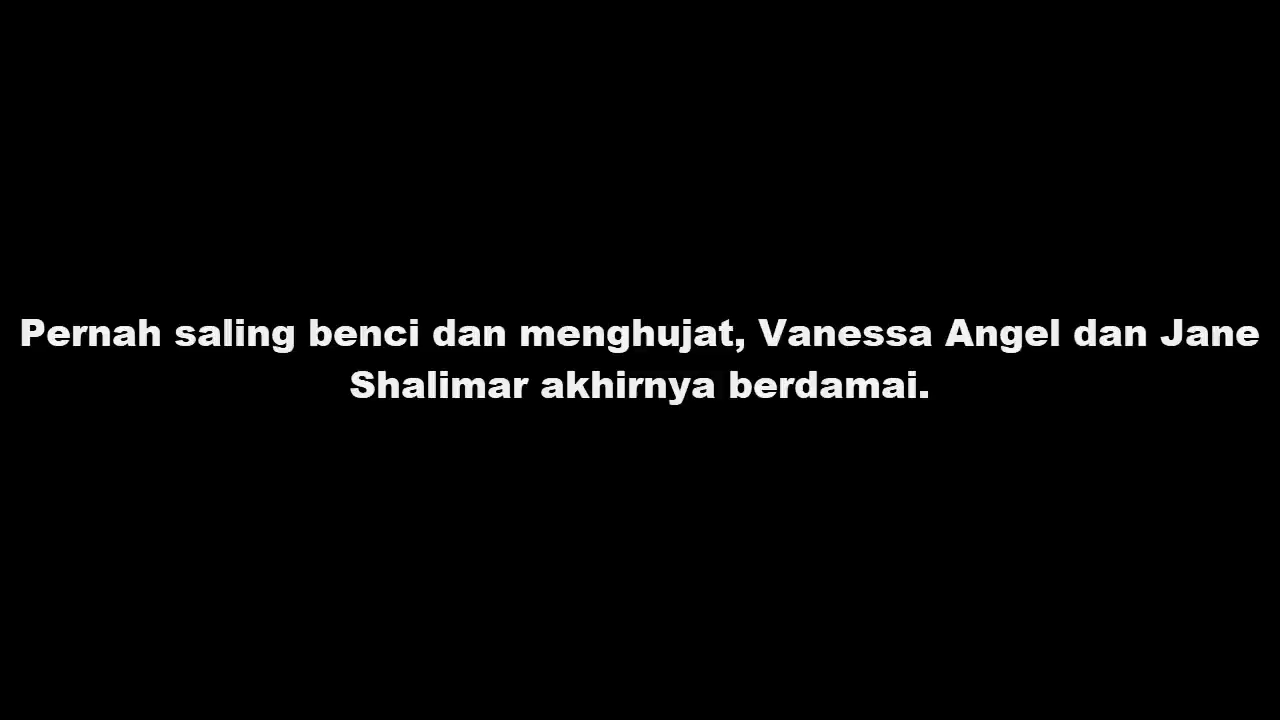 Pernah saling benci dan menghujat, Vanessa Angel dan Jane
Shalimar akhirnya berdamai.